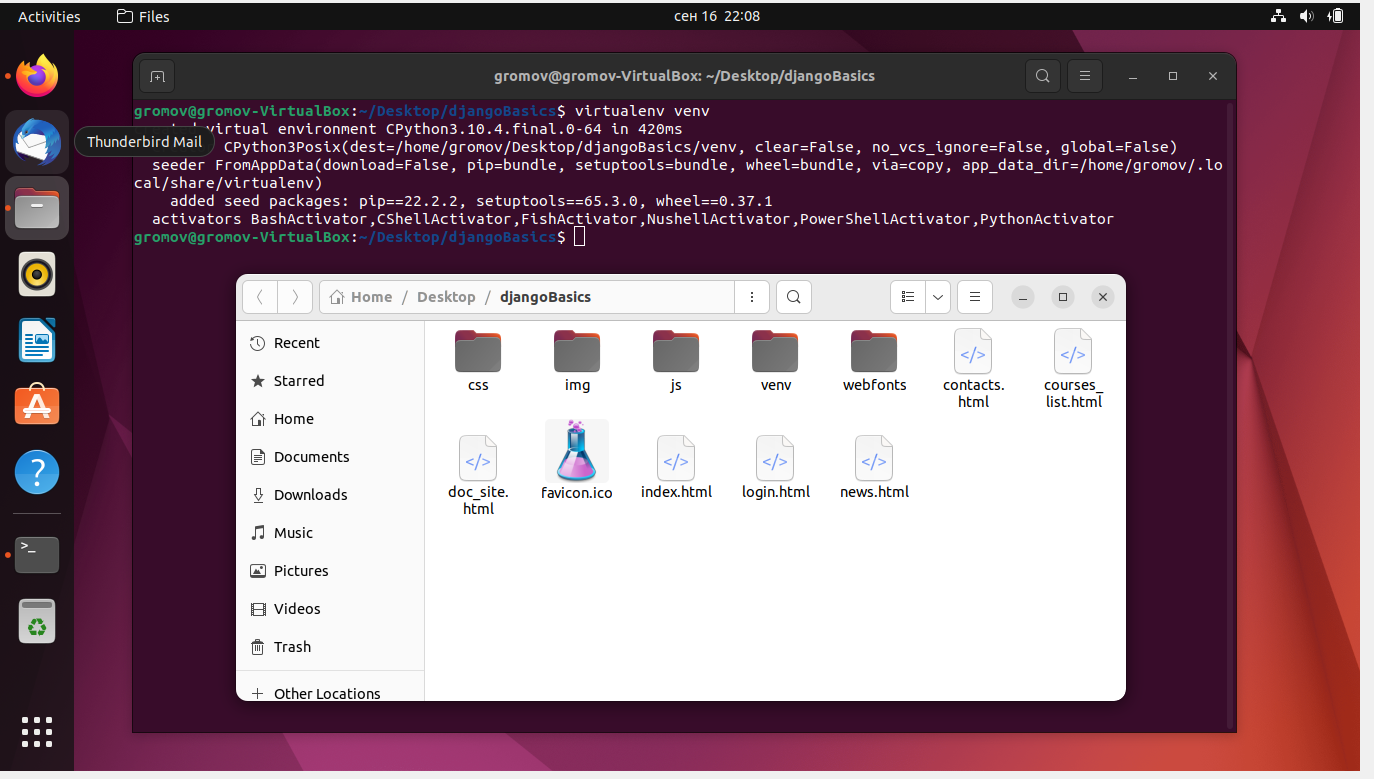 Activities
Files
сен 16 22:08
gromov@gromov-VirtualBox: ~/Desktop/djangoBasics
gromov@gromov-VirtualBox:~/Desktop/djangoBasics$ virtualenv venv
virtual environment CPython3.10.4.final.0-64 in 420ms
Thunderbird Mail
CPython3Posix(dest=/home/gromov/Desktop/djangoBasics/venv, clear=False, no_vcs_ignore=False, global=False)
seeder FromAppData(download=False, pip=bundle, setuptools=bundle, wheel=bundle, via=copy, app_data_dir=/home/gromov/.lo
cal/share/virtualenv)
added seed packages: pip==22.2.2, setuptools==65.3.0, wheel==0.37.1
activators BashActivator,CShellActivator,FishActivator,NushellActivator,PowerShellActivator,PythonActivator
gromov@gromov-VirtualBox:~/Desktop/djangoBasics$
Home / Desktop / djangoBasics
Recent
Starred
Home
Documents
Downloads
Music
Pictures
Videos
Trash
+ Other Locations
css
img
js
venv
webfonts
contacts.
html
courses_
list.html
doc_site.
html
favicon.ico
index.html
login.html
news.html